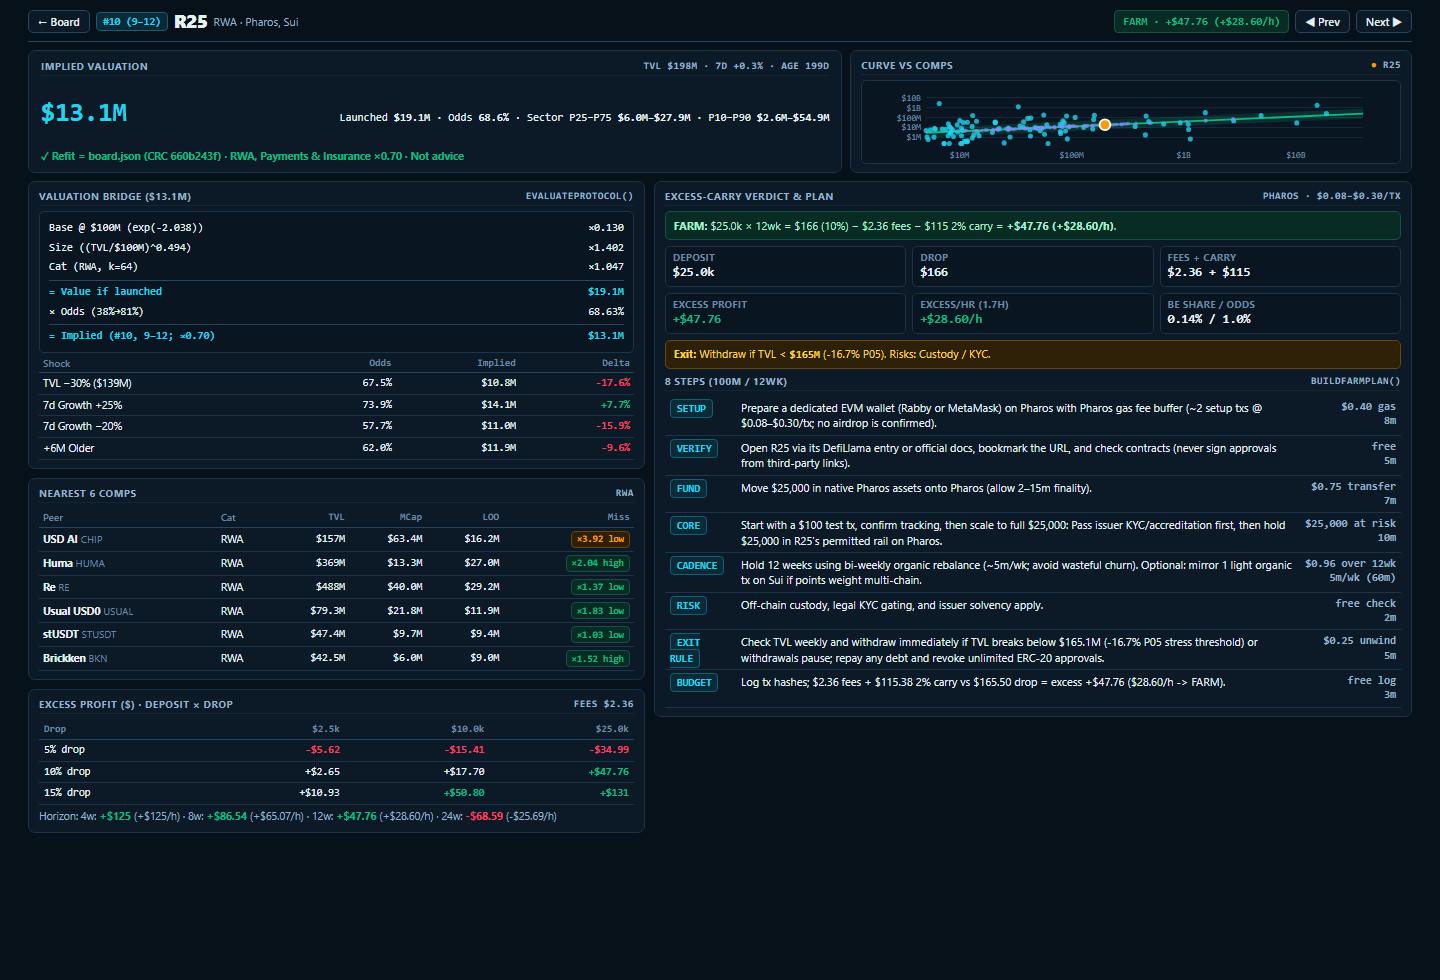 ← Board #10 (9–12) R25 RWA · Pharos, Sui FARM · +$47.76 (+$28.60/h) ◀ Prev Next ▶
IMPLIED VALUATION TVL $198M · 7D +0.3% · AGE 199D
$13.1M Launched $19.1M · Odds 68.6% · Sector P25–P75 $6.0M–$27.9M · P10–P90 $2.6M–$54.9M
✓ Refit = board.json (CRC 660b243f) · RWA, Payments & Insurance ×0.70 · Not advice
CURVE VS COMPS ● R25
$10B
$1B
$100M
$10M
$1M
$10M $100M $1B $10B
VALUATION BRIDGE ($13.1M) EVALUATEPROTOCOL()
Base @ $100M (exp(-2.038)) ×0.130
Size ((TVL/$100M)^0.494) ×1.402
Cat (RWA, k=64) ×1.047
= Value if launched $19.1M
× Odds (38%→81%) 68.63%
= Implied (#10, 9–12; ×0.70) $13.1M
Shock Odds Implied Delta
TVL −30% ($139M) 67.5% $10.8M -17.6%
7d Growth +25% 73.9% $14.1M +7.7%
7d Growth −20% 57.7% $11.0M -15.9%
+6M Older 62.0% $11.9M -9.6%
NEAREST 6 COMPS RWA
Peer Cat TVL MCap LOO Miss
USD AI CHIP RWA $157M $63.4M $16.2M ×3.92 low
Huma HUMA RWA $369M $13.3M $27.0M ×2.04 high
Re RE RWA $488M $40.0M $29.2M ×1.37 low
Usual USD0 USUAL RWA $79.3M $21.8M $11.9M ×1.83 low
stUSDT STUSDT RWA $47.4M $9.7M $9.4M ×1.03 low
Brickken BKN RWA $42.5M $6.0M $9.0M ×1.52 high
EXCESS PROFIT ($) · DEPOSIT × DROP FEES $2.36
Drop $2.5k $10.0k $25.0k
5% drop -$5.62 -$15.41 -$34.99
10% drop +$2.65 +$17.70 +$47.76
15% drop +$10.93 +$50.80 +$131
Horizon: 4w: +$125 (+$125/h) · 8w: +$86.54 (+$65.07/h) · 12w: +$47.76 (+$28.60/h) · 24w: -$68.59 (-$25.69/h)
EXCESS-CARRY VERDICT & PLAN PHAROS · $0.08–$0.30/TX
FARM: $25.0k × 12wk = $166 (10%) − $2.36 fees − $115 2% carry = +$47.76 (+$28.60/h).
DEPOSIT DROP FEES + CARRY
$25.0k $166 $2.36 + $115
EXCESS PROFIT EXCESS/HR (1.7H) BE SHARE / ODDS
+$47.76 +$28.60/h 0.14% / 1.0%
Exit: Withdraw if TVL < $165M (-16.7% P05). Risks: Custody / KYC.
8 STEPS (100M / 12WK) BUILDFARMPLAN()
SETUP Prepare a dedicated EVM wallet (Rabby or MetaMask) on Pharos with Pharos gas fee buffer (~2 setup txs @ $0.40 gas
$0.08–$0.30/tx; no airdrop is confirmed). 8m
VERIFY Open R25 via its DefiLlama entry or official docs, bookmark the URL, and check contracts (never sign approvals free
from third-party links). 5m
FUND Move $25,000 in native Pharos assets onto Pharos (allow 2–15m finality). $0.75 transfer
7m
CORE Start with a $100 test tx, confirm tracking, then scale to full $25,000: Pass issuer KYC/accreditation first, then hold $25,000 at risk
$25,000 in R25's permitted rail on Pharos. 10m
CADENCE Hold 12 weeks using bi-weekly organic rebalance (~5m/wk; avoid wasteful churn). Optional: mirror 1 light organic $0.96 over 12wk
tx on Sui if points weight multi-chain. 5m/wk (60m)
RISK Off-chain custody, legal KYC gating, and issuer solvency apply. free check
2m
EXIT Check TVL weekly and withdraw immediately if TVL breaks below $165.1M (-16.7% P05 stress threshold) or $0.25 unwind
RULE withdrawals pause; repay any debt and revoke unlimited ERC-20 approvals. 5m
BUDGET Log tx hashes; $2.36 fees + $115.38 2% carry vs $165.50 drop = excess +$47.76 ($28.60/h -> FARM). free log
3m